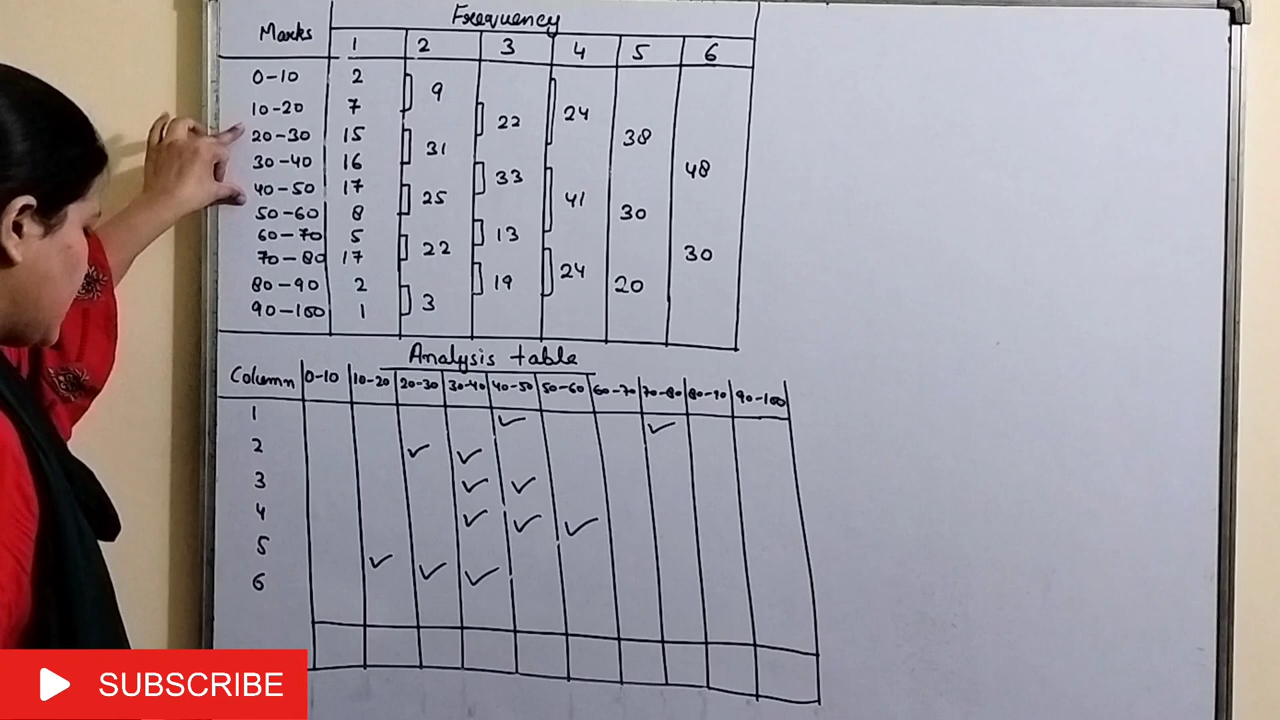 Frequency
Marks 1 2 3 4 5 6
0-10 2
9
10-20 7
24
22
20-30 15
38
31
30-40 16
48
33
40-50 17
25
41
50-60 8
30
60-70 5
13
22
70-80 17
30
24
80-90 2
19
20
3
90-100 1
Analysis table
Column 0-10 10-20 20-30 30-40 40-50 50-60 60-70 70-80 80-90 90-100
1 ✓ ✓
2 ✓ ✓
3 ✓ ✓
4 ✓ ✓ ✓
5 ✓ ✓ ✓
6
SUBSCRIBE